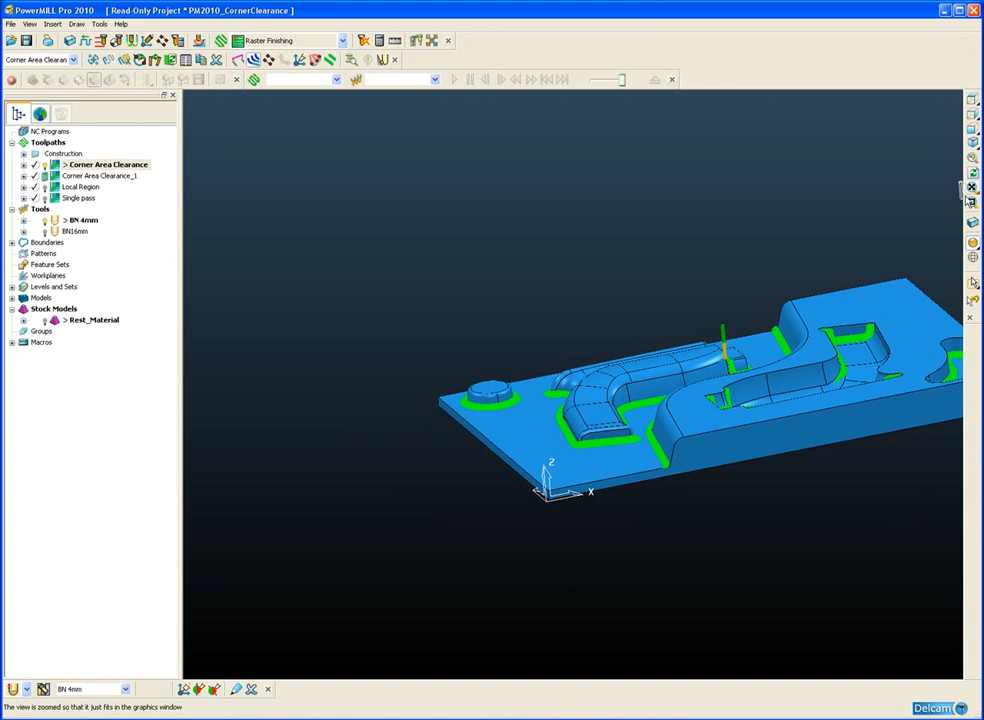 PowerMILL Pro 2010 [ Read-Only Project * PM2010_CornerClearance ]
File View Insert Draw Tools Help
Raster Finishing
Corner Area Clearan
NC Programs
Toolpaths
Construction
> Corner Area Clearance
Corner Area Clearance_1
Local Region
Single pass
Tools
> BN 4mm
BN16mm
Boundaries
Patterns
Feature Sets
Workplanes
Levels and Sets
Models
Stock Models
> Rest_Material
Groups
Macros
Z
X
BN 4mm
The view is zoomed so that it just fits in the graphics window
Delcam